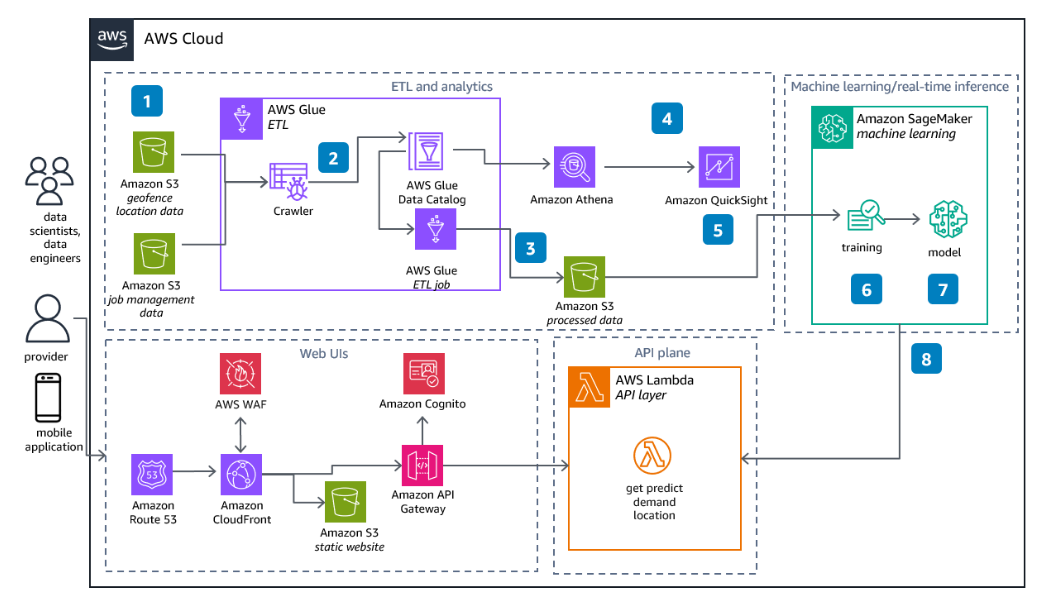 aws
AWS Cloud
ETL and analytics
1
Amazon S3
geofence
location data
Amazon S3
job management
data
AWS Glue
ETL
Crawler
2
AWS Glue
Data Catalog
AWS Glue
ETL job
3
4
Amazon Athena
Amazon QuickSight
5
Amazon S3
processed data
Machine learning/real-time inference
Amazon SageMaker
machine learning
training
model
6
7
8
data
scientists,
data
engineers
provider
mobile
application
Web UIs
AWS WAF
Amazon Cognito
53
Amazon
Route 53
Amazon
CloudFront
Amazon S3
static website
Amazon API
Gateway
API plane
AWS Lambda
API layer
get predict
demand
location